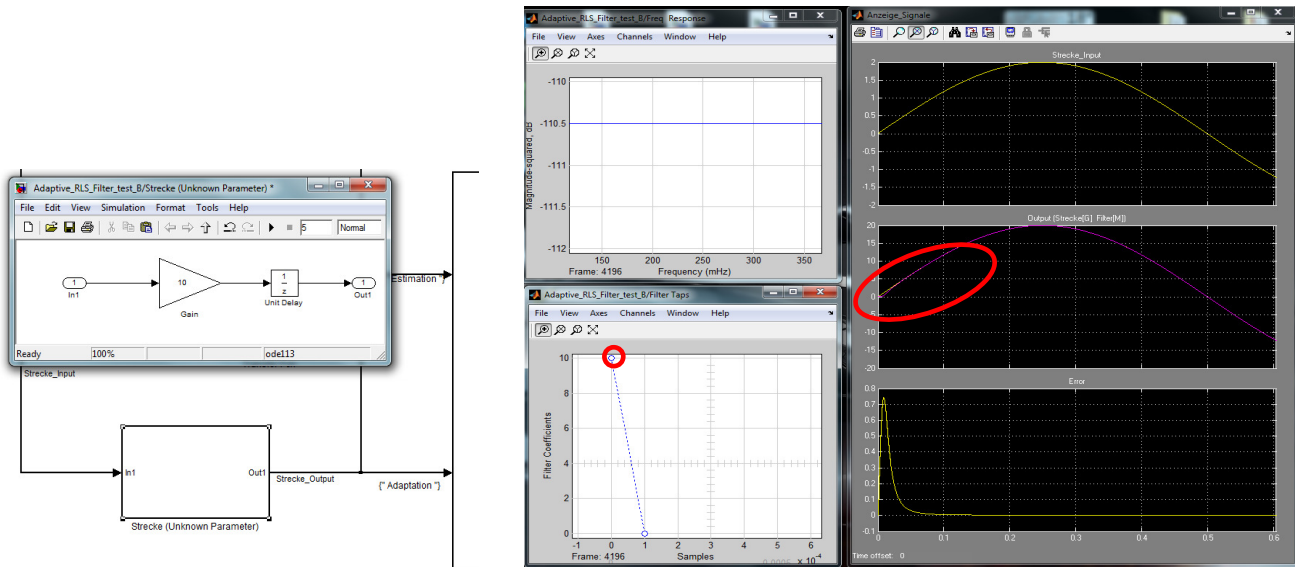 Adaptive_RLS_Filter_test_B/Strecke (Unknown Parameter) *
File Edit View Simulation Format Tools Help
5 Normal
1
In1
10
Gain
1
z
Unit Delay
1
Out1
Ready 100% ode113
Estimation "}
Strecke_Input
In1
Out1
Strecke_Output
{" Adaptation "}
Strecke (Unknown Parameter)
Adaptive_RLS_Filter_test_B/Freq Response
File View Axes Channels Window Help
Magnitude-squared, dB
-110
-110.5
-111
-111.5
-112
150 200 250 300 350
Frame: 4196 Frequency (mHz)
Adaptive_RLS_Filter_test_B/Filter Taps
File View Axes Channels Window Help
Filter Coefficients
10
8
6
4
2
0
-1 0 1 2 3 4 5 6
Frame: 4196 Samples x 10^-4
Anzeige_Signale
Strecke_Input
2
1.5
1
0.5
0
-0.5
-1
-1.5
-2
Output (Strecke[G] Filter[M])
20
15
10
5
0
-5
-10
-15
-20
Error
0.8
0.7
0.6
0.5
0.4
0.3
0.2
0.1
0
-0.1
0 0.1 0.2 0.3 0.4 0.5 0.6
Time offset: 0